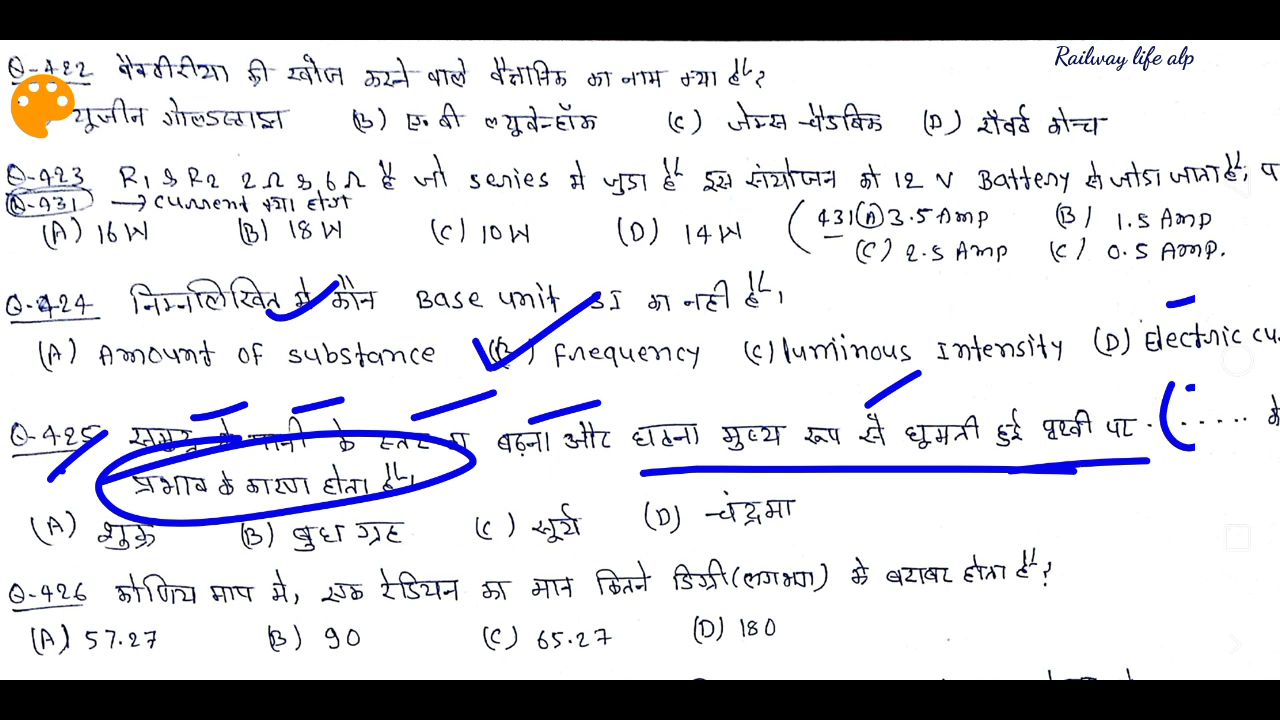 Railway life alp
Q-422 बैक्टीरिया की खोज करने वाले वैज्ञानिक का नाम क्या है?
यूजीन गोल्डस्टाइन (B) ए. वी ल्युवेन्हॉक (C) जेम्स चैडविक (D) रॉबर्ट कोच
Q-423 R1 & R2 2Ω & 6Ω है जो series मे जुडा है इस संयोजन को 12 V Battery से जोडा जाता है,
Q-431 → current क्या होगा
(A) 16 W (B) 18 W (C) 10 W (D) 14 W (431 (A) 3.5 Amp (B) 1.5 Amp
(C) 2.5 Amp (C) 0.5 Amp.
Q-424 निम्नलिखित मे कौन Base unit SI का नही है,
(A) Amount of substance (B) frequency (C) luminous Intensity (D) Electric cu
Q-425 समुद्र के पानी के स्तर का बढ़ना और घटना मुख्य रूप से घूमती हुई पृथ्वी पर (..... के
प्रभाव के कारण होता है,
(A) शुक्र (B) बुध ग्रह (C) सूर्य (D) चंद्रमा
Q-426 कोणिय माप मे, एक रेडियन का मान कितने डिग्री (लगभग) के बराबर होता है?
(A) 57.27 (B) 90 (C) 65.27 (D) 180